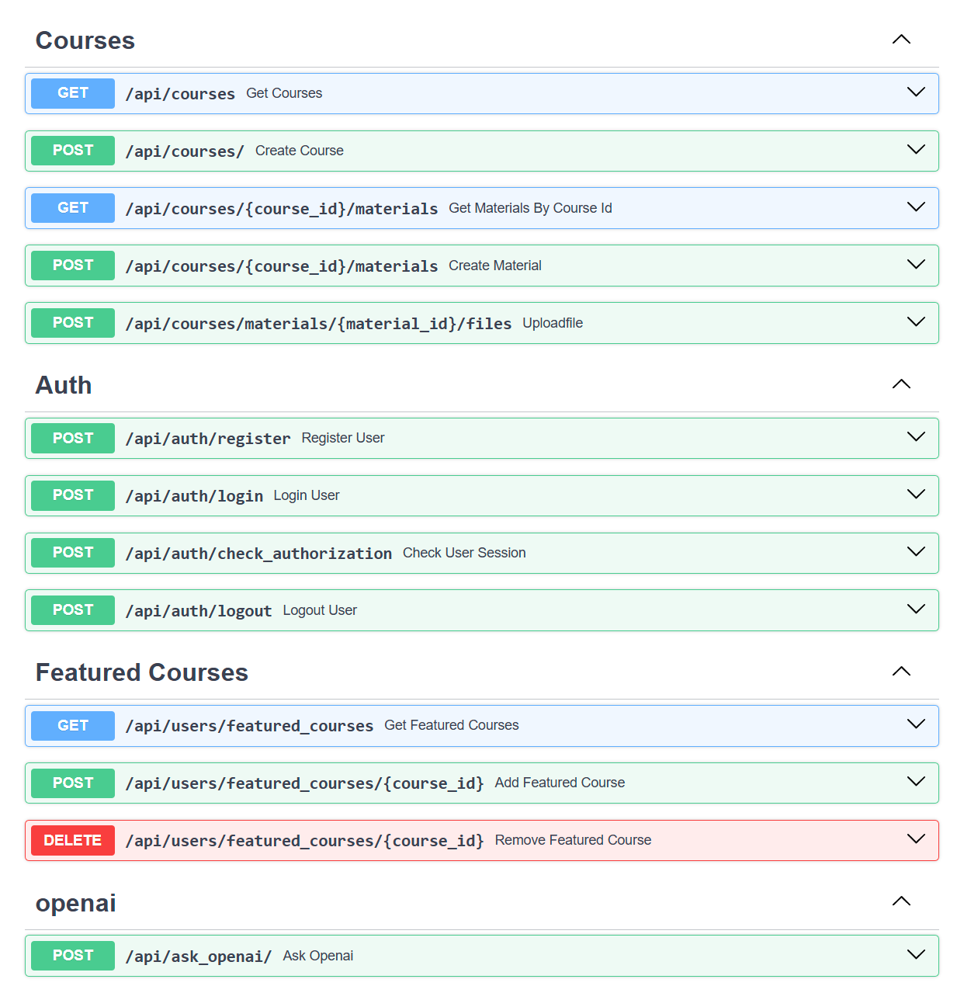 Courses
GET /api/courses Get Courses
POST /api/courses/ Create Course
GET /api/courses/{course_id}/materials Get Materials By Course Id
POST /api/courses/{course_id}/materials Create Material
POST /api/courses/materials/{material_id}/files Uploadfile
Auth
POST /api/auth/register Register User
POST /api/auth/login Login User
POST /api/auth/check_authorization Check User Session
POST /api/auth/logout Logout User
Featured Courses
GET /api/users/featured_courses Get Featured Courses
POST /api/users/featured_courses/{course_id} Add Featured Course
DELETE /api/users/featured_courses/{course_id} Remove Featured Course
openai
POST /api/ask_openai/ Ask Openai